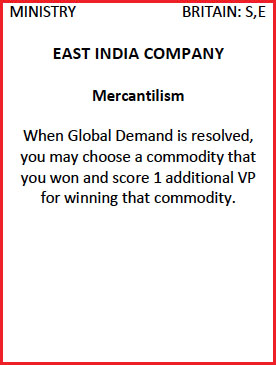 MINISTRY BRITAIN: S,E
EAST INDIA COMPANY
Mercantilism
When Global Demand is resolved,
you may choose a commodity that
you won and score 1 additional VP
for winning that commodity.